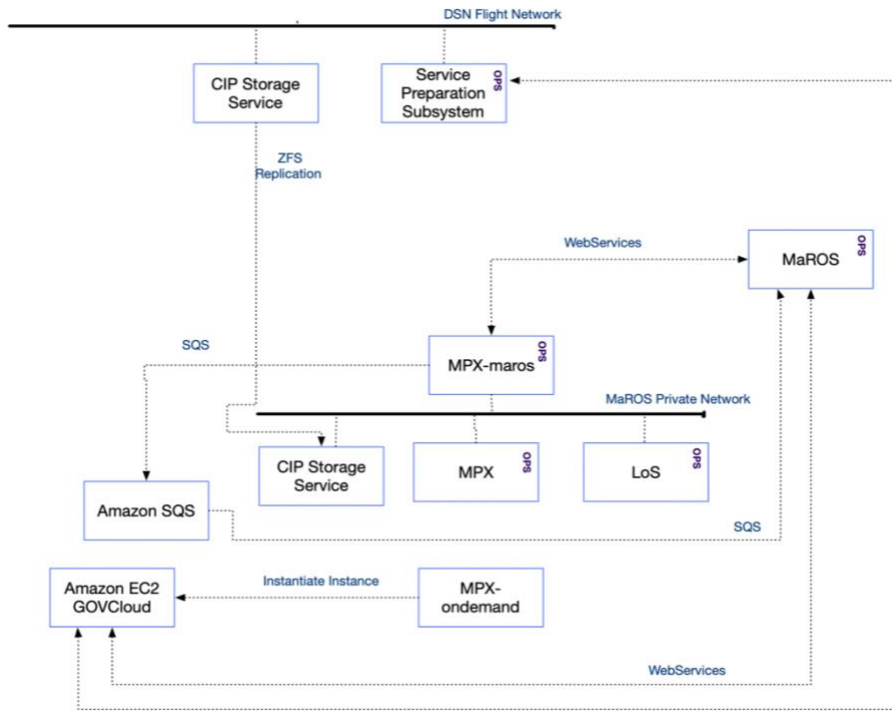 DSN Flight Network
CIP Storage
Service
Service
Preparation
Subsystem
OPS
ZFS
Replication
WebServices
MaROS
OPS
SQS
MPX-maros
OPS
MaROS Private Network
CIP Storage
Service
MPX
OPS
LoS
OPS
Amazon SQS
SQS
Amazon EC2
GOVCloud
Instantiate Instance
MPX-
ondemand
WebServices